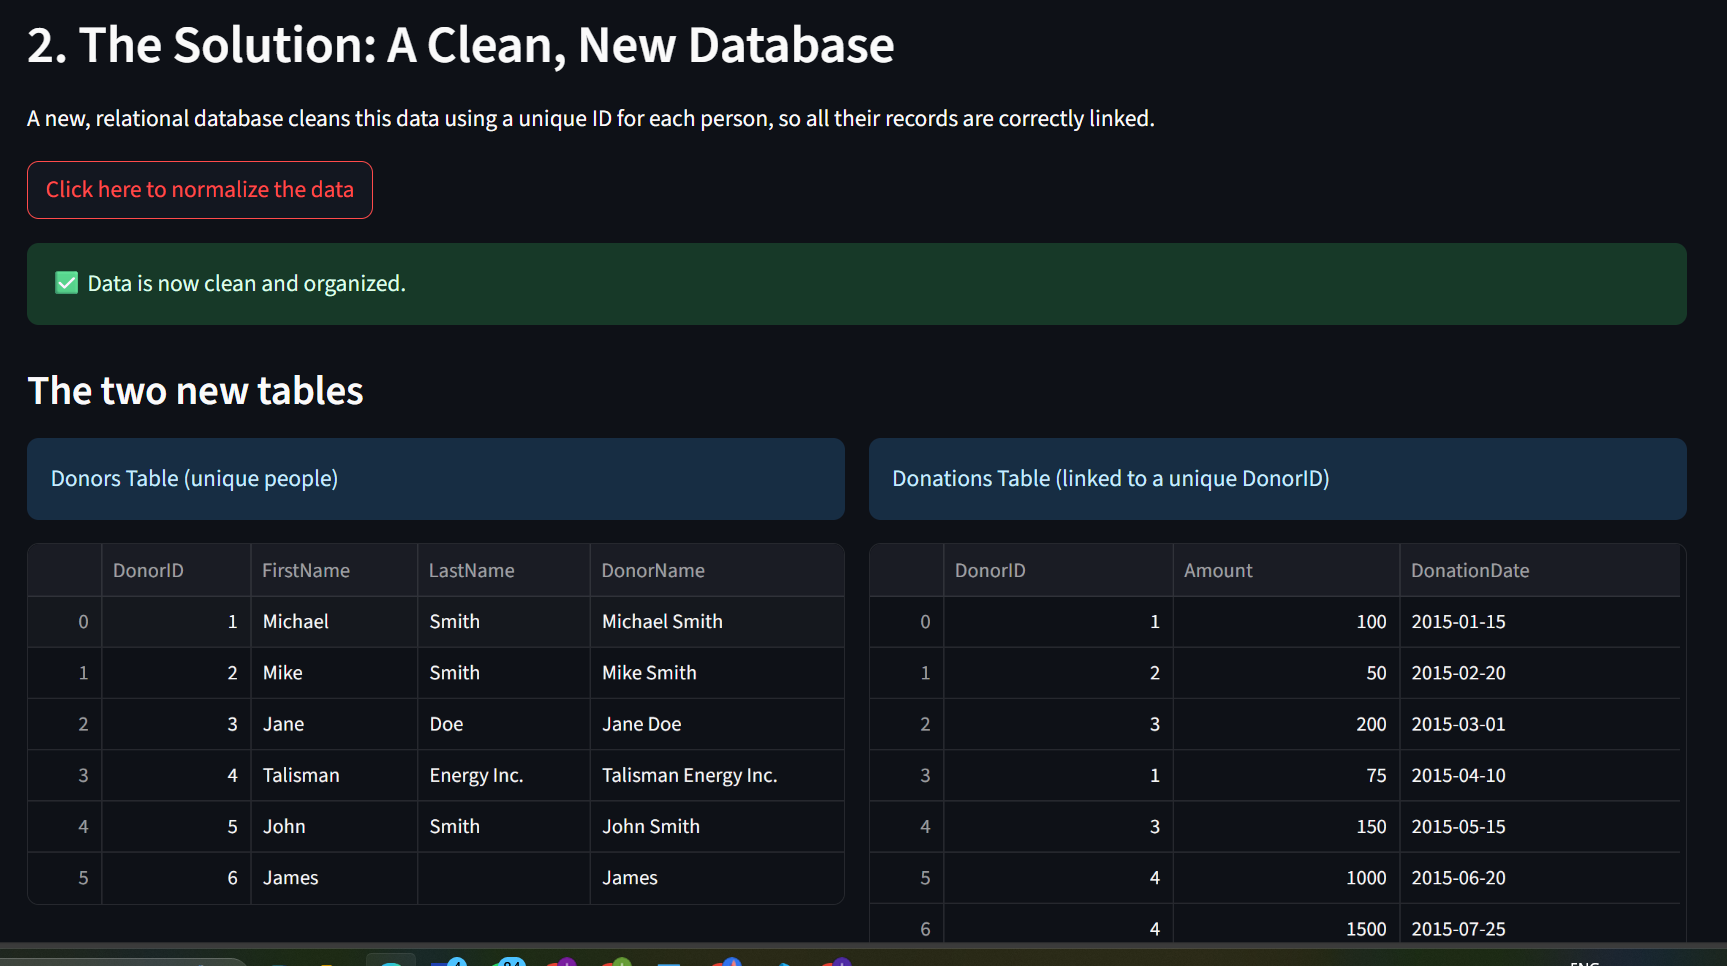 2. The Solution: A Clean, New Database
A new, relational database cleans this data using a unique ID for each person, so all their records are correctly linked.
Click here to normalize the data
✅ Data is now clean and organized.
The two new tables
Donors Table (unique people)
DonorID FirstName LastName DonorName
0 1 Michael Smith Michael Smith
1 2 Mike Smith Mike Smith
2 3 Jane Doe Jane Doe
3 4 Talisman Energy Inc. Talisman Energy Inc.
4 5 John Smith John Smith
5 6 James James
Donations Table (linked to a unique DonorID)
DonorID Amount DonationDate
0 1 100 2015-01-15
1 2 50 2015-02-20
2 3 200 2015-03-01
3 1 75 2015-04-10
4 3 150 2015-05-15
5 4 1000 2015-06-20
6 4 1500 2015-07-25